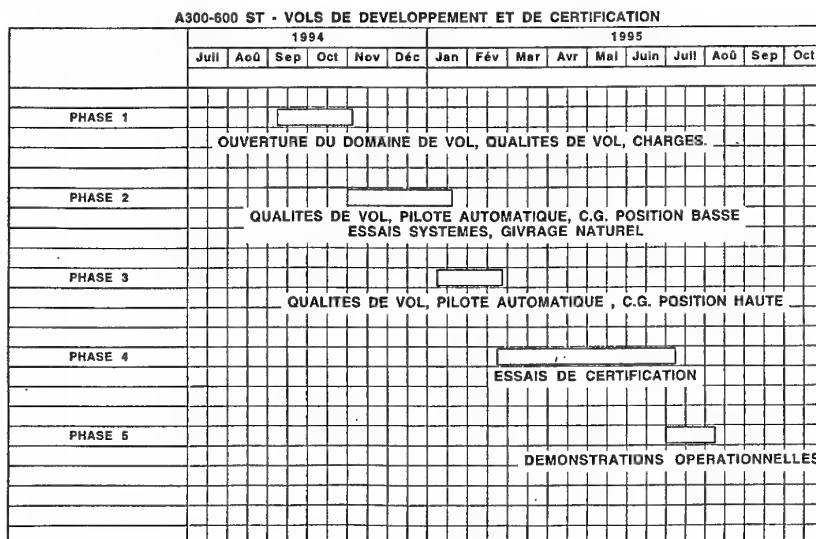 A300-600 ST - VOLS DE DEVELOPPEMENT ET DE CERTIFICATION
1994 1995
Juil Aoû Sep Oct Nov Déc Jan Fév Mar Avr Mai Juin Juil Aoû Sep Oct
PHASE 1
OUVERTURE DU DOMAINE DE VOL, QUALITES DE VOL, CHARGES.
PHASE 2
QUALITES DE VOL, PILOTE AUTOMATIQUE, C.G. POSITION BASSE
ESSAIS SYSTEMES, GIVRAGE NATUREL
PHASE 3
QUALITES DE VOL, PILOTE AUTOMATIQUE , C.G. POSITION HAUTE
PHASE 4
ESSAIS DE CERTIFICATION
PHASE 5
DEMONSTRATIONS OPERATIONNELLES